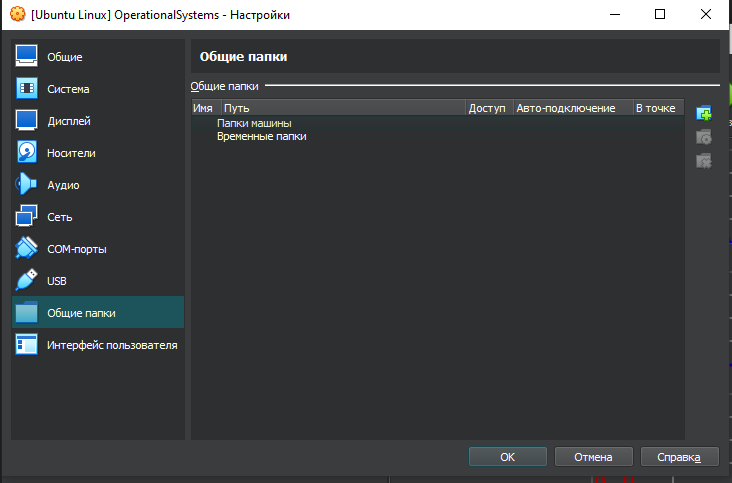 [Ubuntu Linux] OperationalSystems - Настройки
Общие
Система
Дисплей
Носители
Аудио
Сеть
COM-порты
USB
Общие папки
Интерфейс пользователя
Общие папки
Общие папки
Имя Путь Доступ Авто-подключение В точке
Папки машины
Временные папки
OK Отмена Справка